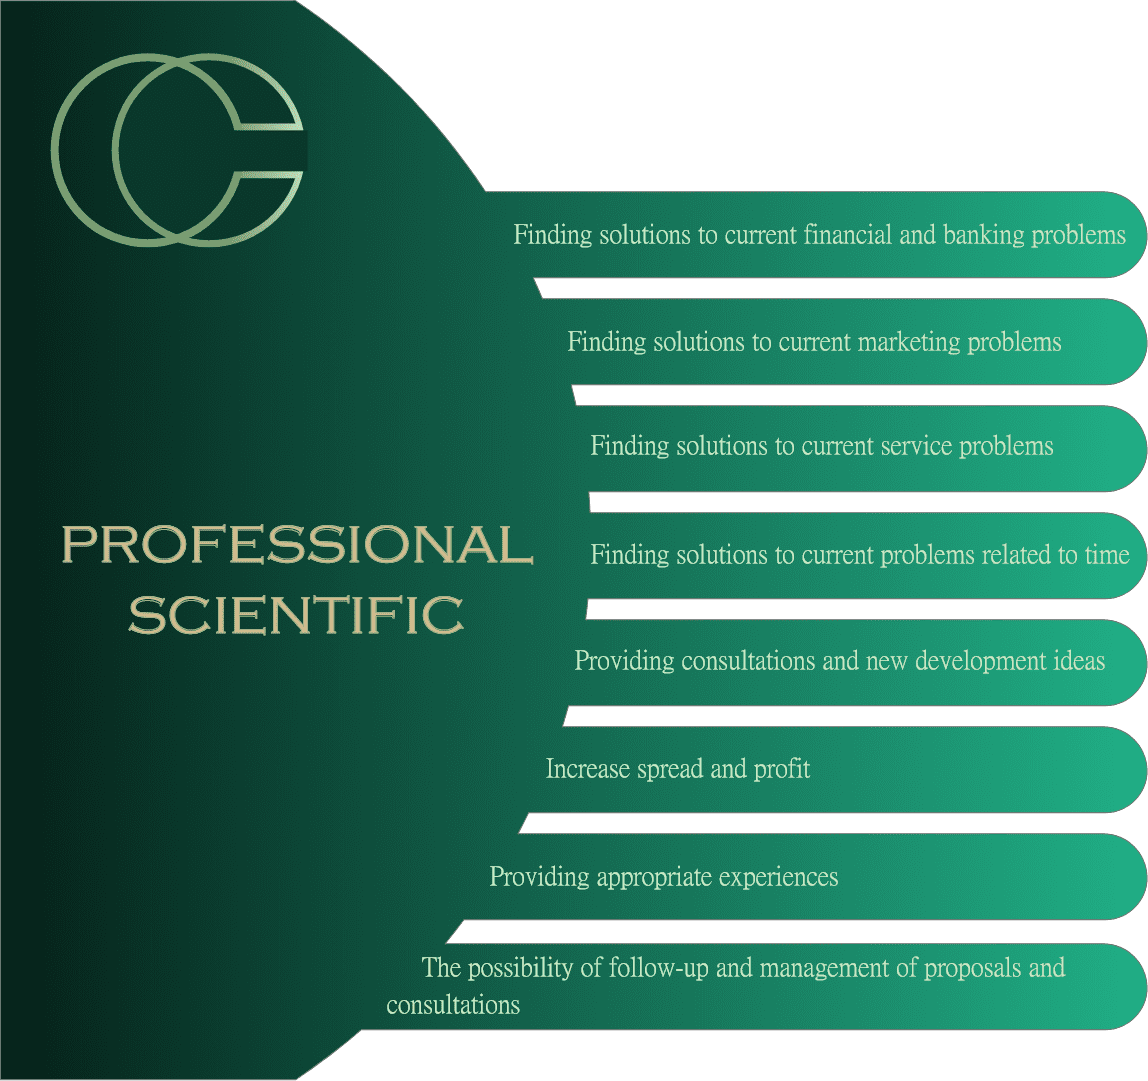 Finding solutions to current financial and banking problems
Finding solutions to current marketing problems
Finding solutions to current service problems
PROFESSIONAL
SCIENTIFIC
Finding solutions to current problems related to time
Providing consultations and new development ideas
Increase spread and profit
Providing appropriate experiences
The possibility of follow-up and management of proposals and
consultations